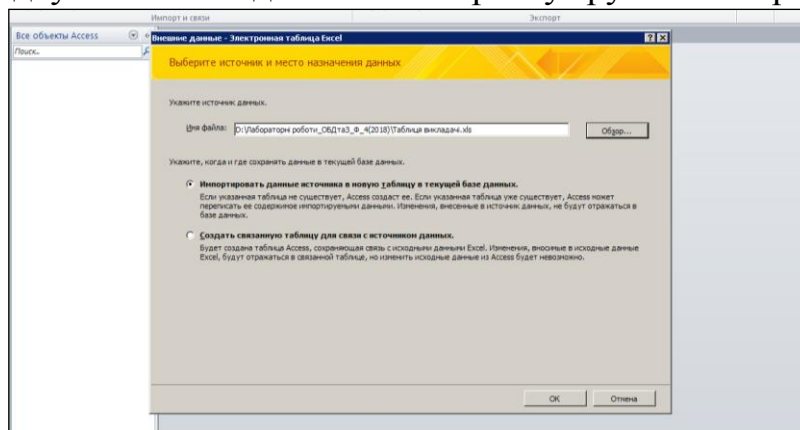 Импорт и связи
Экспорт
Все объекты Access
Поиск..
Внешние данные - Электронная таблица Excel
Выберите источник и место назначения данных
Укажите источник данных.
Имя файла:
D:\Лабораторні роботи_ОБДтаЗ_Ф_4(2018)\Таблиця викладачі.xls
Обзор...
Укажите, когда и где сохранять данные в текущей базе данных.
Импортировать данные источника в новую таблицу в текущей базе данных.
Если указанная таблица не существует, Access создаст ее. Если указанная таблица уже существует, Access может
переписать ее содержимое импортируемыми данными. Изменения, внесенные в источник данных, не будут отражаться в
базе данных.
Создать связанную таблицу для связи с источником данных.
Будет создана таблица Access, сохраняющая связь с исходными данными Excel. Изменения, вносимые в исходные данные
Excel, будут отражаться в связанной таблице, но изменить исходные данные из Access будет невозможно.
OK
Отмена